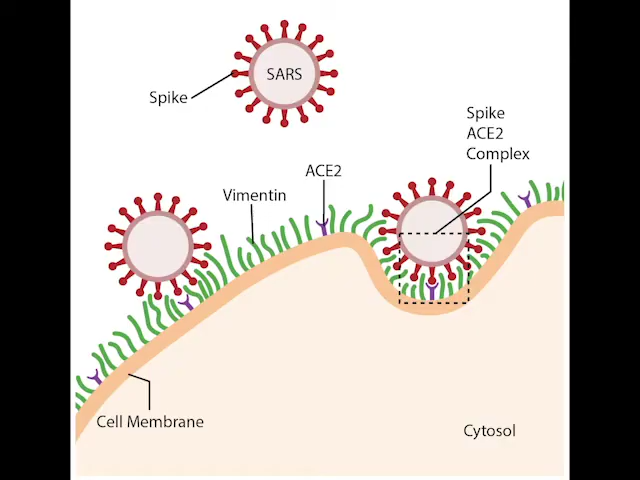 SARS
Spike
Spike
ACE2
Complex
ACE2
Vimentin
Cell Membrane
Cytosol